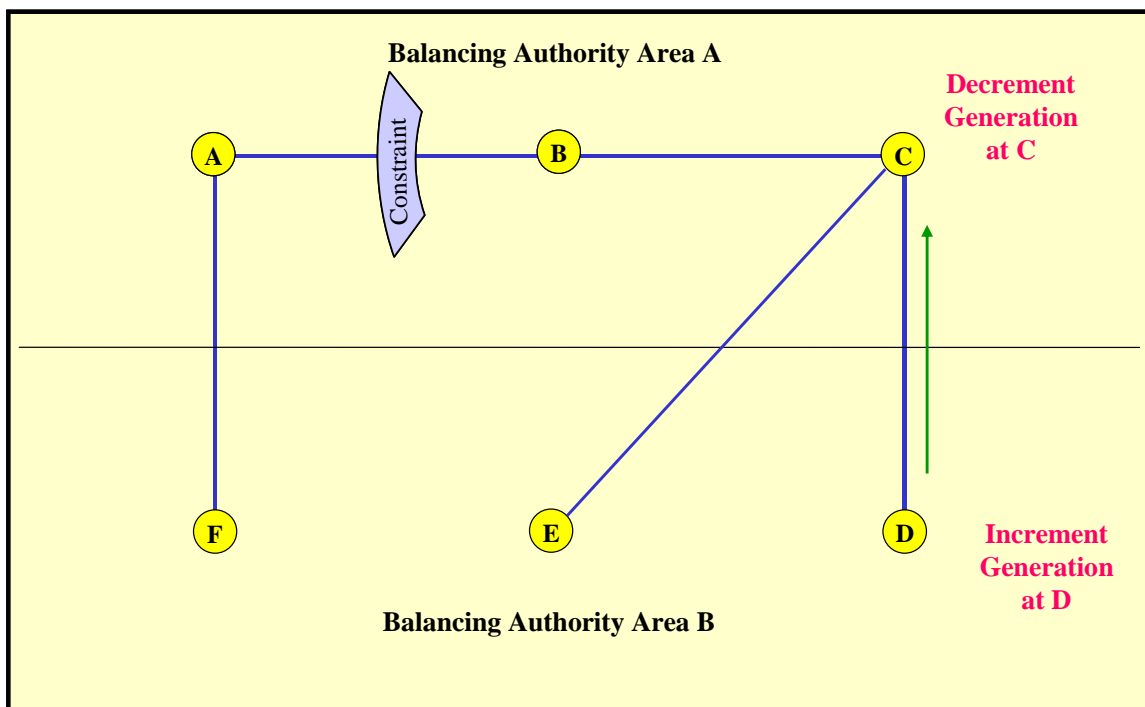 Balancing Authority Area A
Decrement
Generation
at C
A
Constraint
B
C
F
E
D
Increment
Generation
at D
Balancing Authority Area B